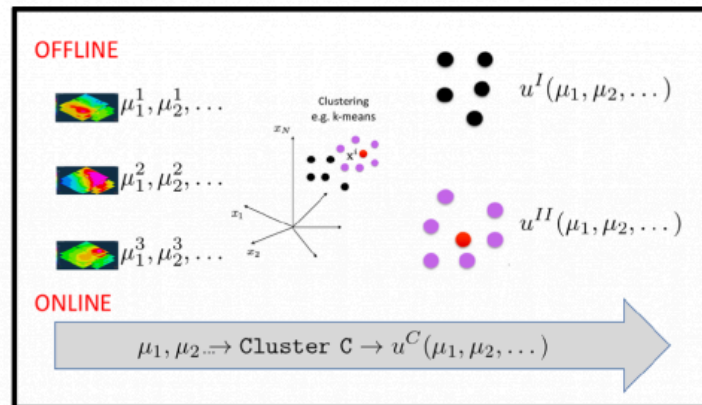 OFFLINE
μ₁¹, μ₂¹, ...
μ₁², μ₂², ...
μ₁³, μ₂³, ...
Clustering
e.g. k-means
x_N
x^i
x₁
x₂
u^I(μ₁, μ₂, ...)
u^{II}(μ₁, μ₂, ...)
ONLINE
μ₁, μ₂... → Cluster C → u^C(μ₁, μ₂, ...)